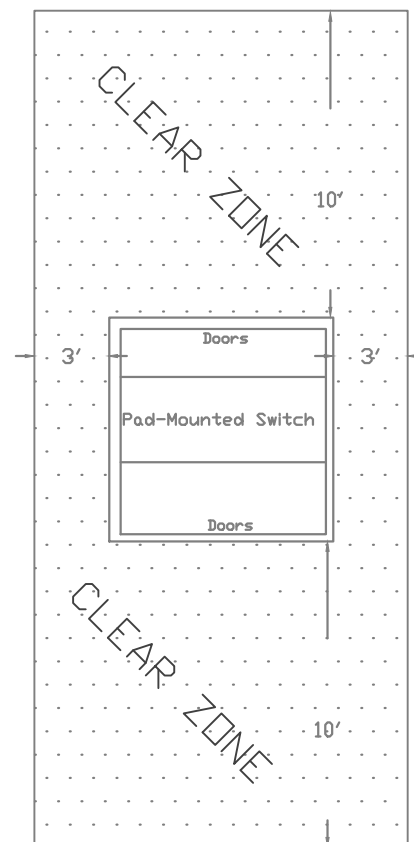 CLEAR ZONE
10'
Doors
3'
3'
Pad-Mounted Switch
Doors
CLEAR ZONE
10'